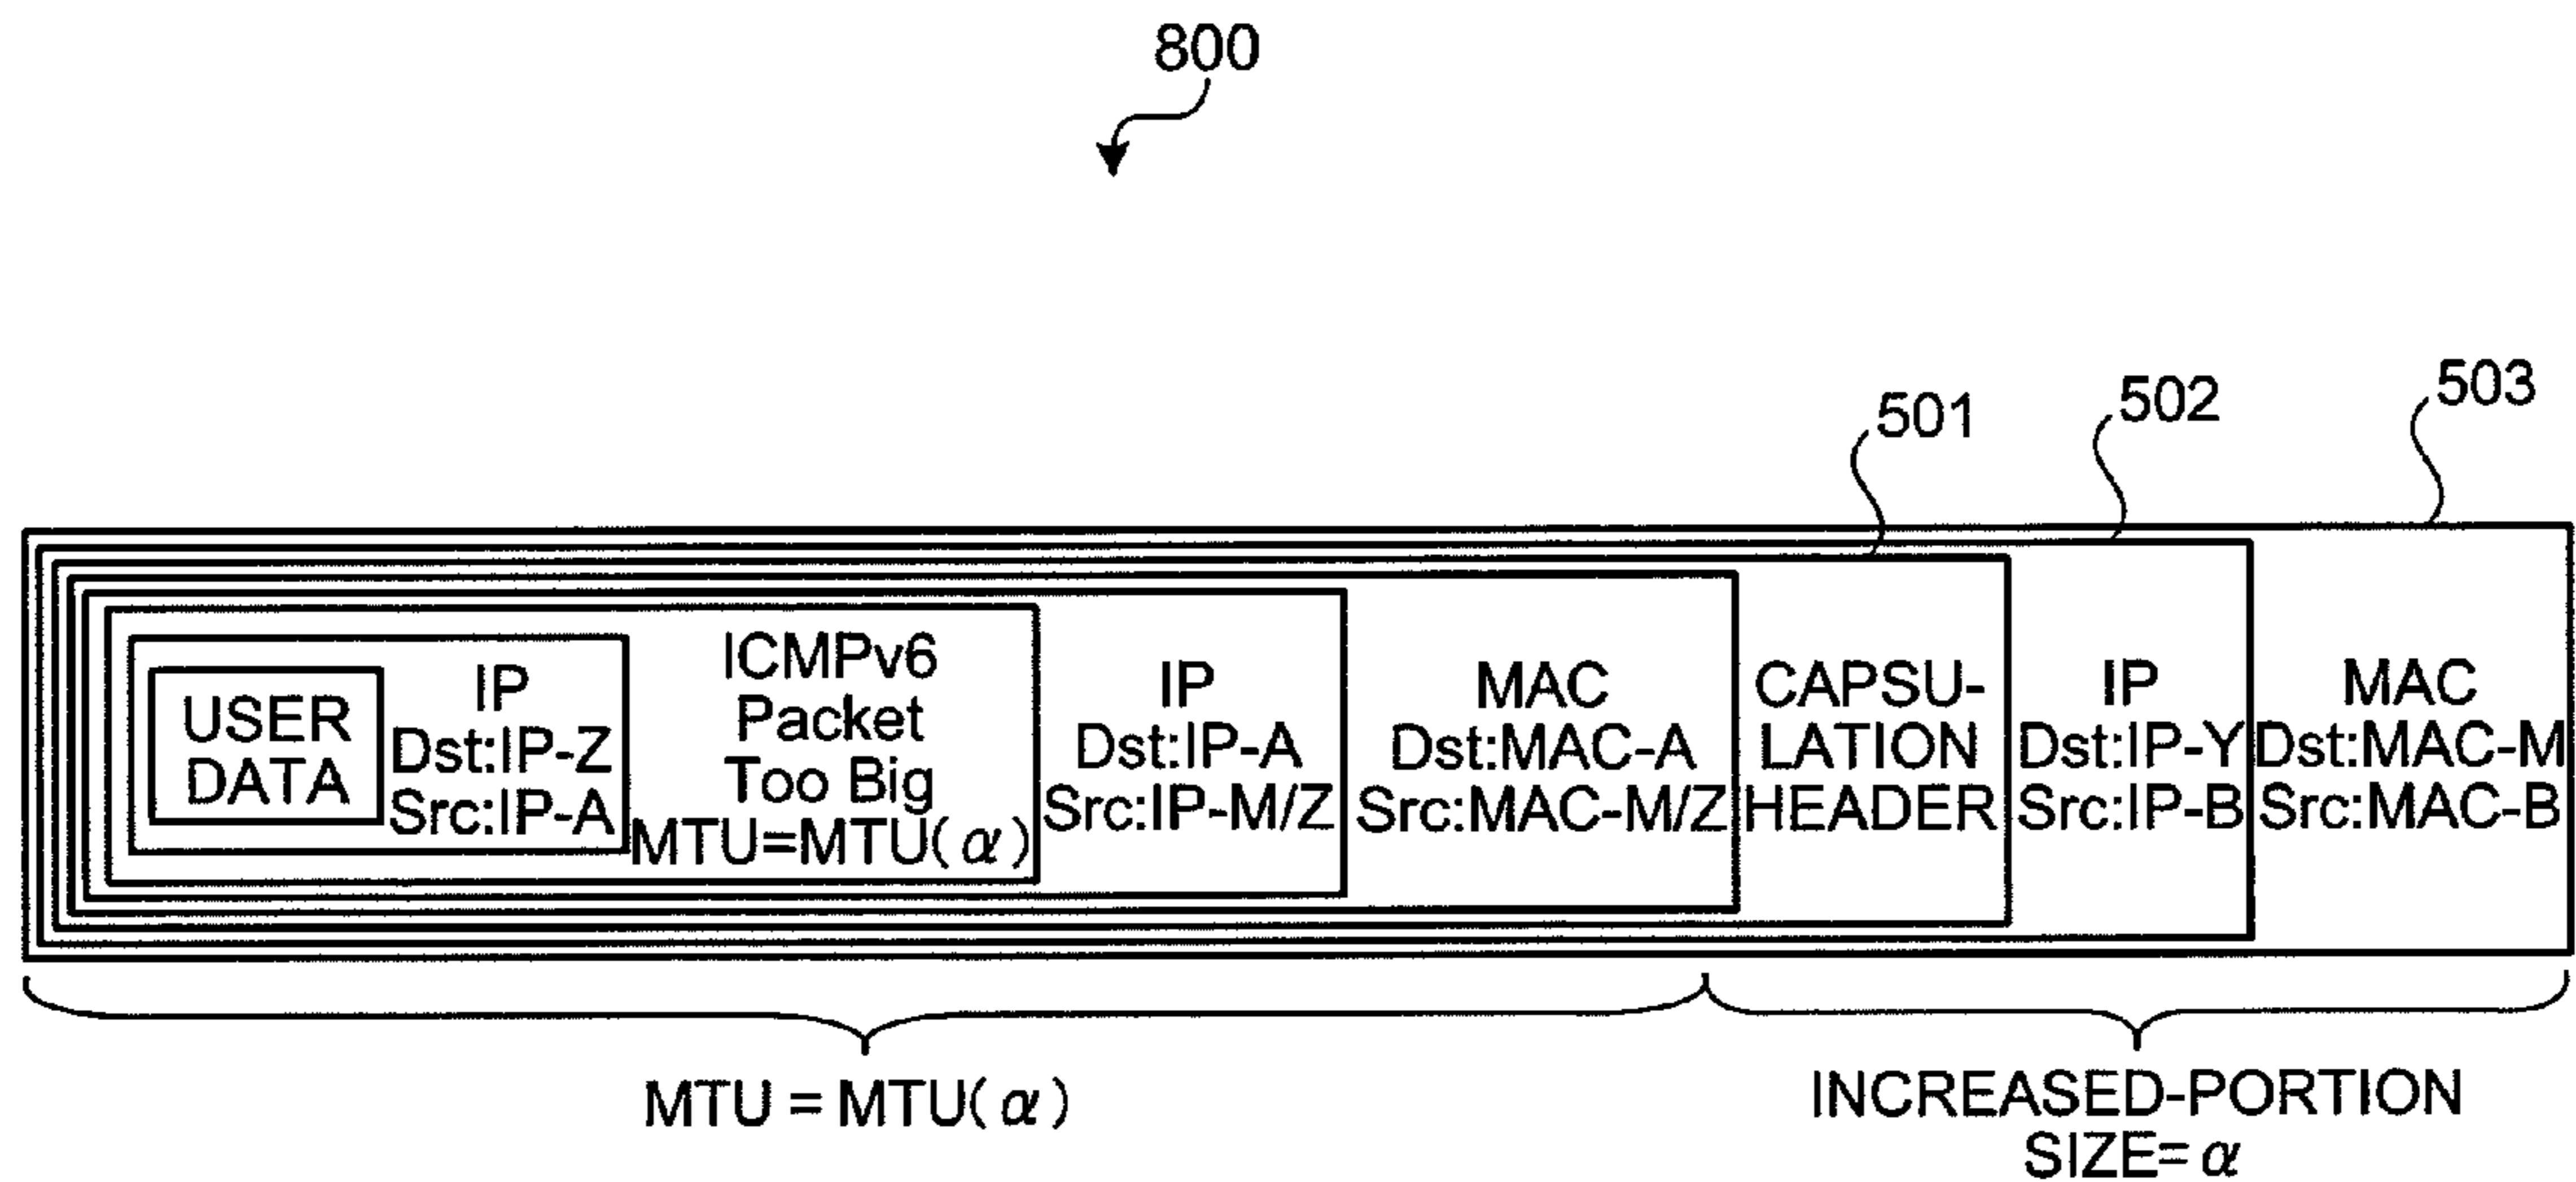 800
501
502
503
USER
DATA
IP
Dst:IP-Z
Src:IP-A
ICMPv6
Packet
Too Big
MTU=MTU(α)
IP
Dst:IP-A
Src:IP-M/Z
MAC
Dst:MAC-A
Src:MAC-M/Z
CAPSU-
LATION
HEADER
IP
Dst:IP-Y
Src:IP-B
MAC
Dst:MAC-M
Src:MAC-B
MTU = MTU(α)
INCREASED-PORTION
SIZE=α